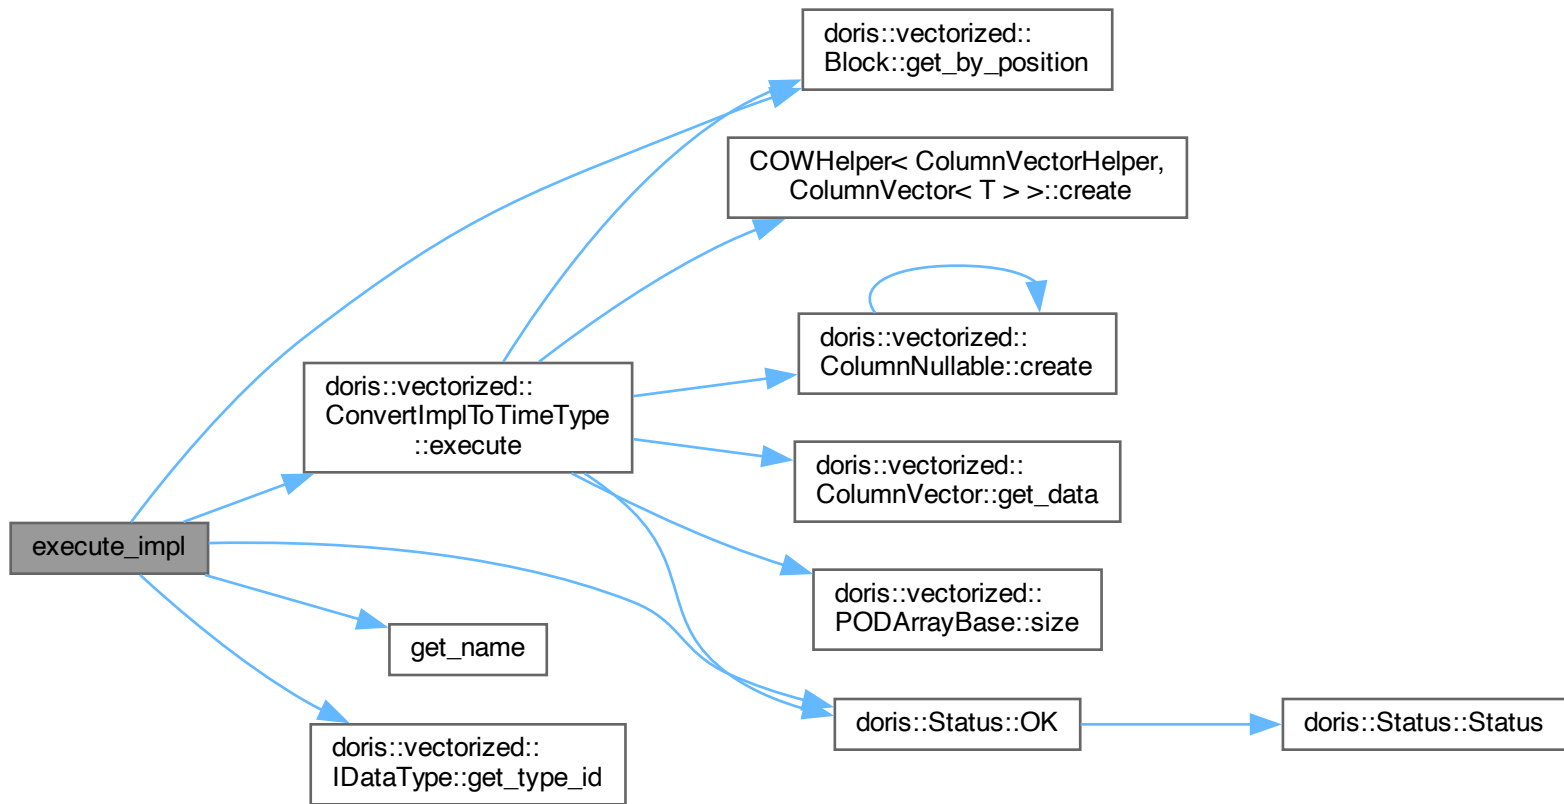 doris::vectorized::
Block::get_by_position
COWHelper< ColumnVectorHelper,
ColumnVector< T > >::create
doris::vectorized::
ColumnNullable::create
doris::vectorized::
ConvertImplToTimeType
::execute
doris::vectorized::
ColumnVector::get_data
execute_impl
doris::vectorized::
PODArrayBase::size
get_name
doris::Status::OK
doris::Status::Status
doris::vectorized::
IDataType::get_type_id